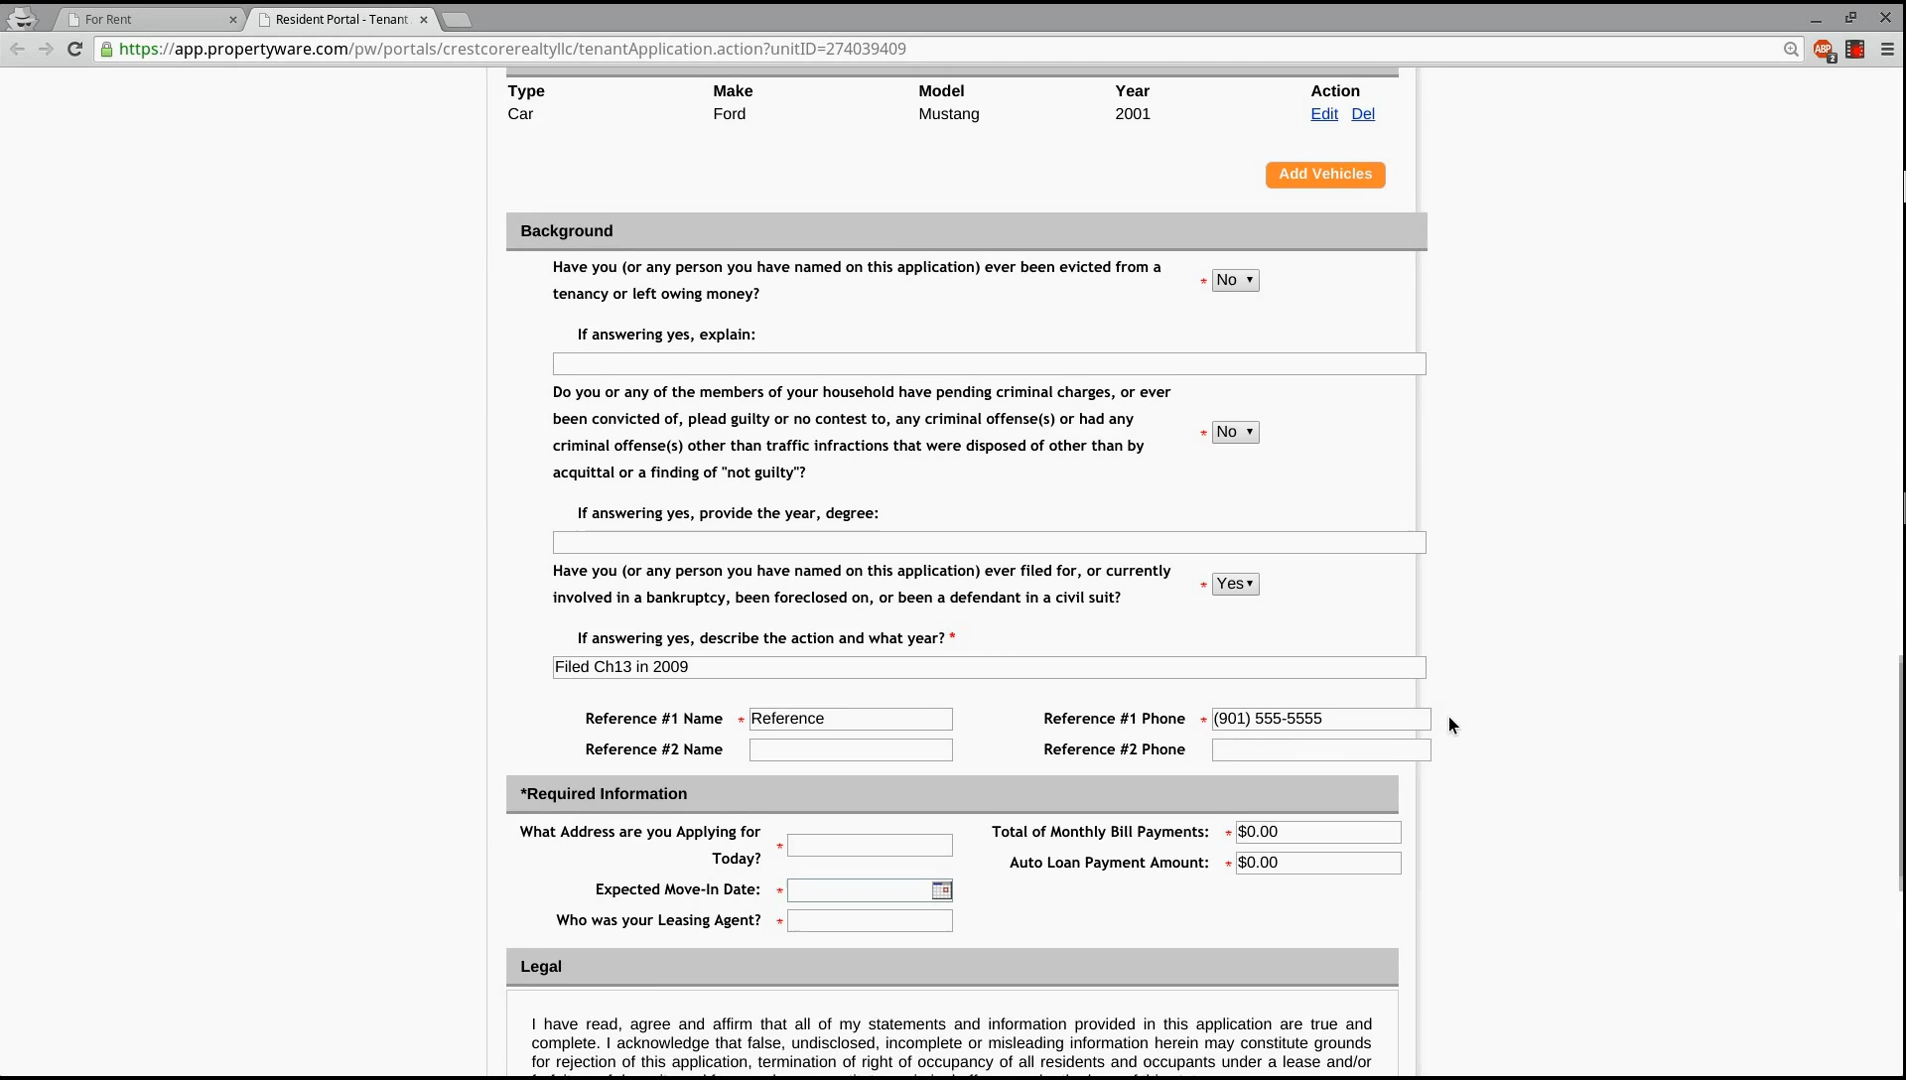 For Rent
Resident Portal - Tenant
https://app.propertyware.com/pw/portals/crestcorerealtyllc/tenantApplication.action?unitID=274039409
ABP
2
Type Make Model Year Action
Car Ford Mustang 2001 Edit Del
Add Vehicles
Background
Have you (or any person you have named on this application) ever been evicted from a
tenancy or left owing money?
* No
If answering yes, explain:
Do you or any of the members of your household have pending criminal charges, or ever
been convicted of, plead guilty or no contest to, any criminal offense(s) or had any
criminal offense(s) other than traffic infractions that were disposed of other than by
acquittal or a finding of "not guilty"?
* No
If answering yes, provide the year, degree:
Have you (or any person you have named on this application) ever filed for, or currently
involved in a bankruptcy, been foreclosed on, or been a defendant in a civil suit?
* Yes
If answering yes, describe the action and what year? *
Filed Ch13 in 2009
Reference #1 Name * Reference Reference #1 Phone * (901) 555-5555
Reference #2 Name Reference #2 Phone
*Required Information
What Address are you Applying for
Today? *
Total of Monthly Bill Payments: * $0.00
Auto Loan Payment Amount: * $0.00
Expected Move-In Date: *
Who was your Leasing Agent? *
Legal
I have read, agree and affirm that all of my statements and information provided in this application are true and
complete. I acknowledge that false, undisclosed, incomplete or misleading information herein may constitute grounds
for rejection of this application, termination of right of occupancy of all residents and occupants under a lease and/or